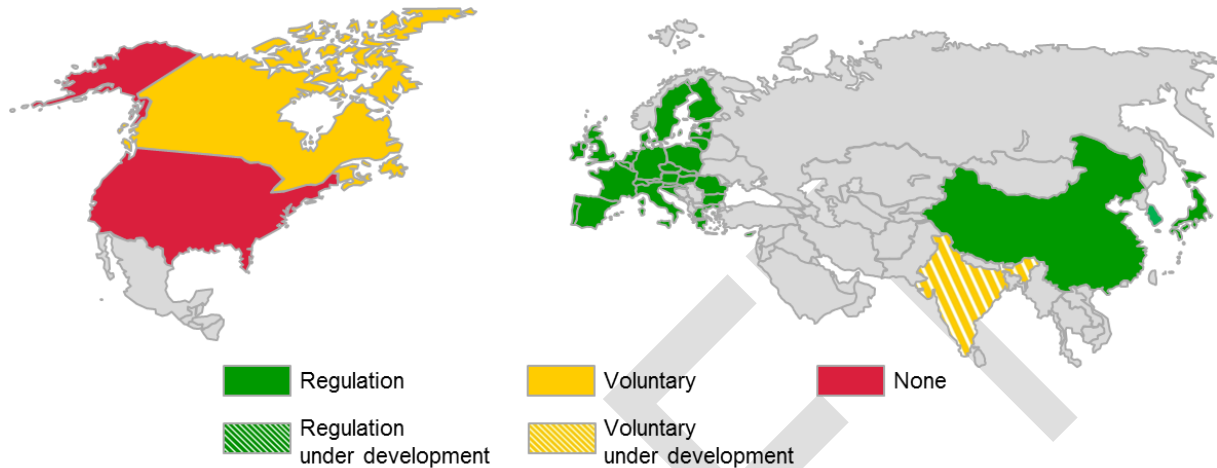 Regulation
Voluntary
None
Regulation
under development
Voluntary
under development